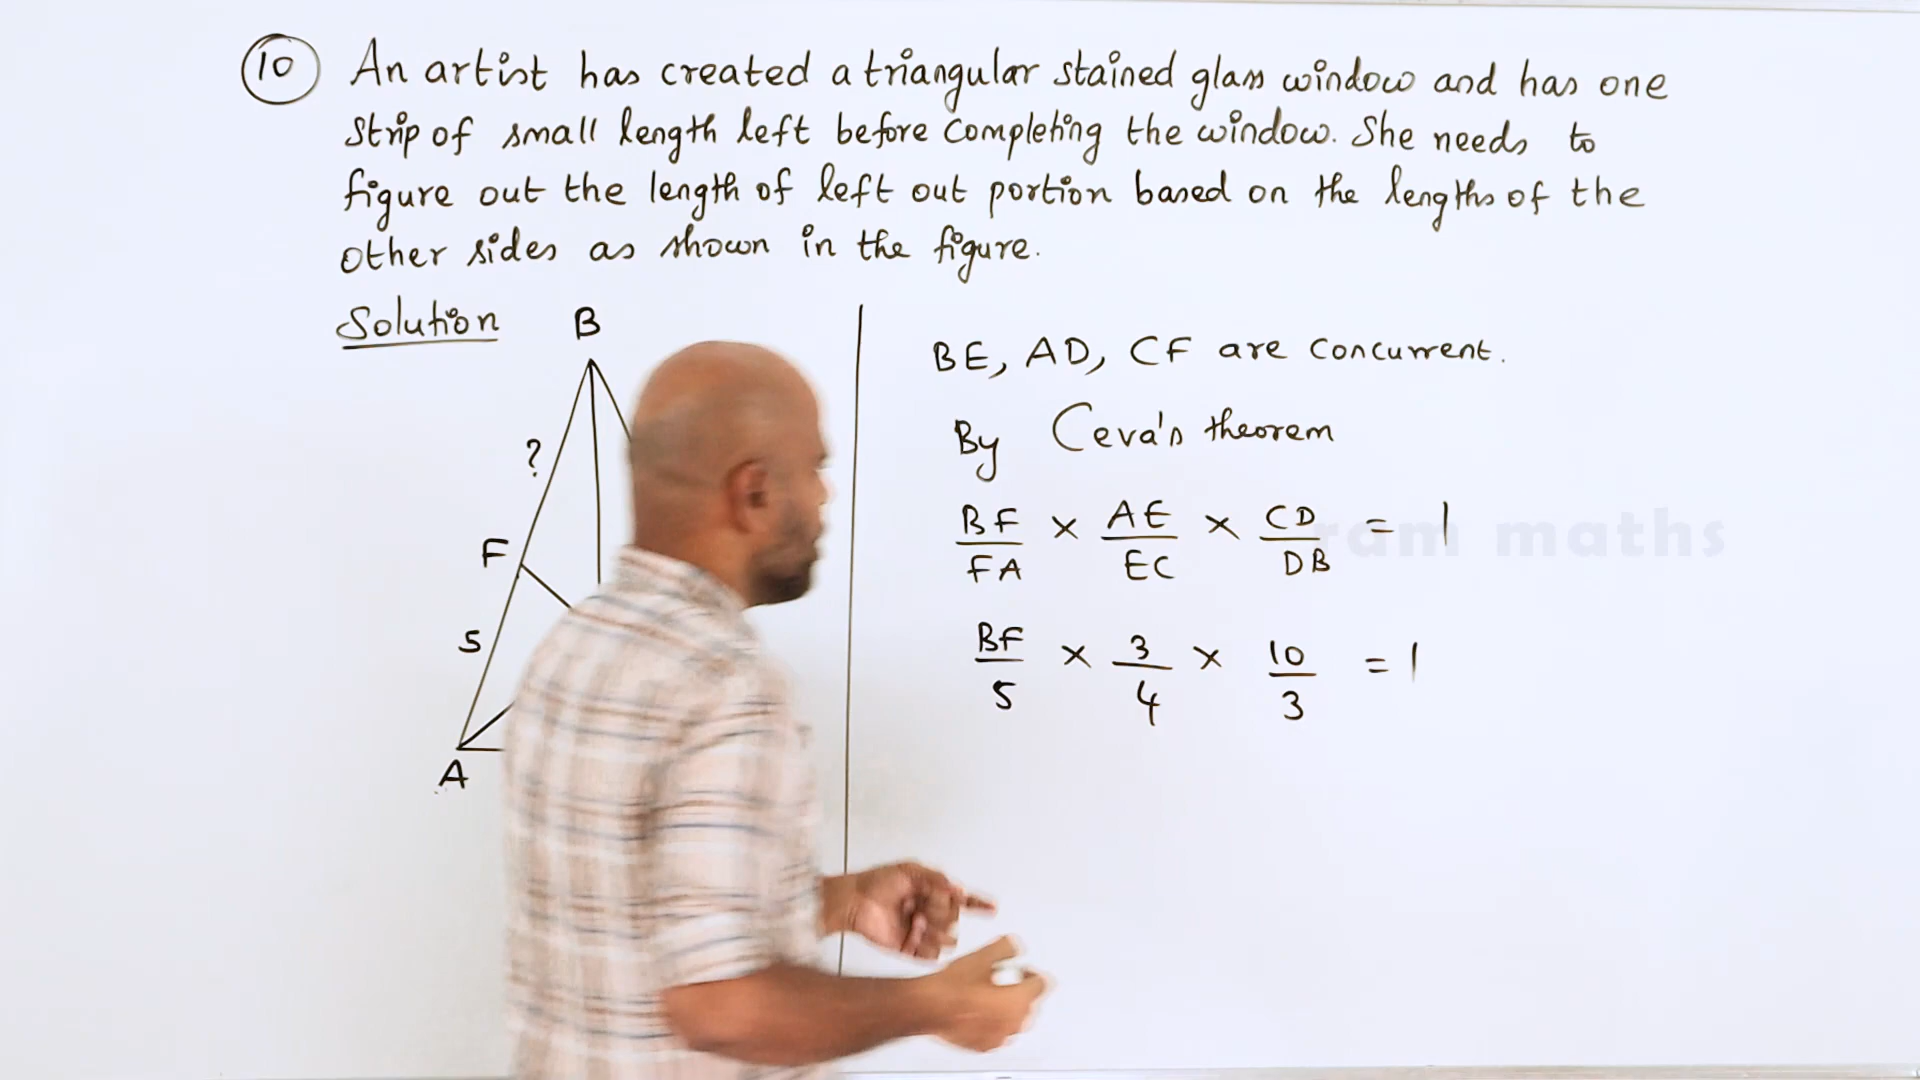 10 An artist has created a triangular stained glass window and has one
strip of small length left before completing the window. She needs to
figure out the length of left out portion based on the lengths of the
other sides as shown in the figure.
Solution
B
?
F
5
A
BE, AD, CF are concurrent.
By Ceva's theorem
BF/FA × AE/EC × CD/DB = 1
ram maths
BF/5 × 3/4 × 10/3 = 1